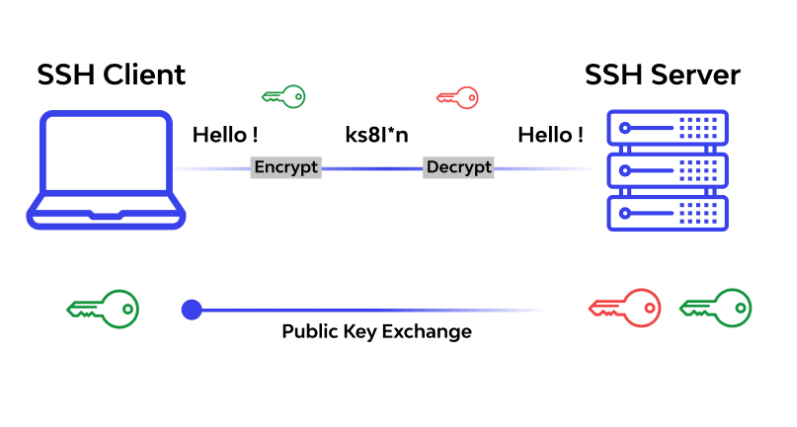 SSH Client
SSH Server
Hello !
ks8I*n
Hello !
Encrypt
Decrypt
Public Key Exchange